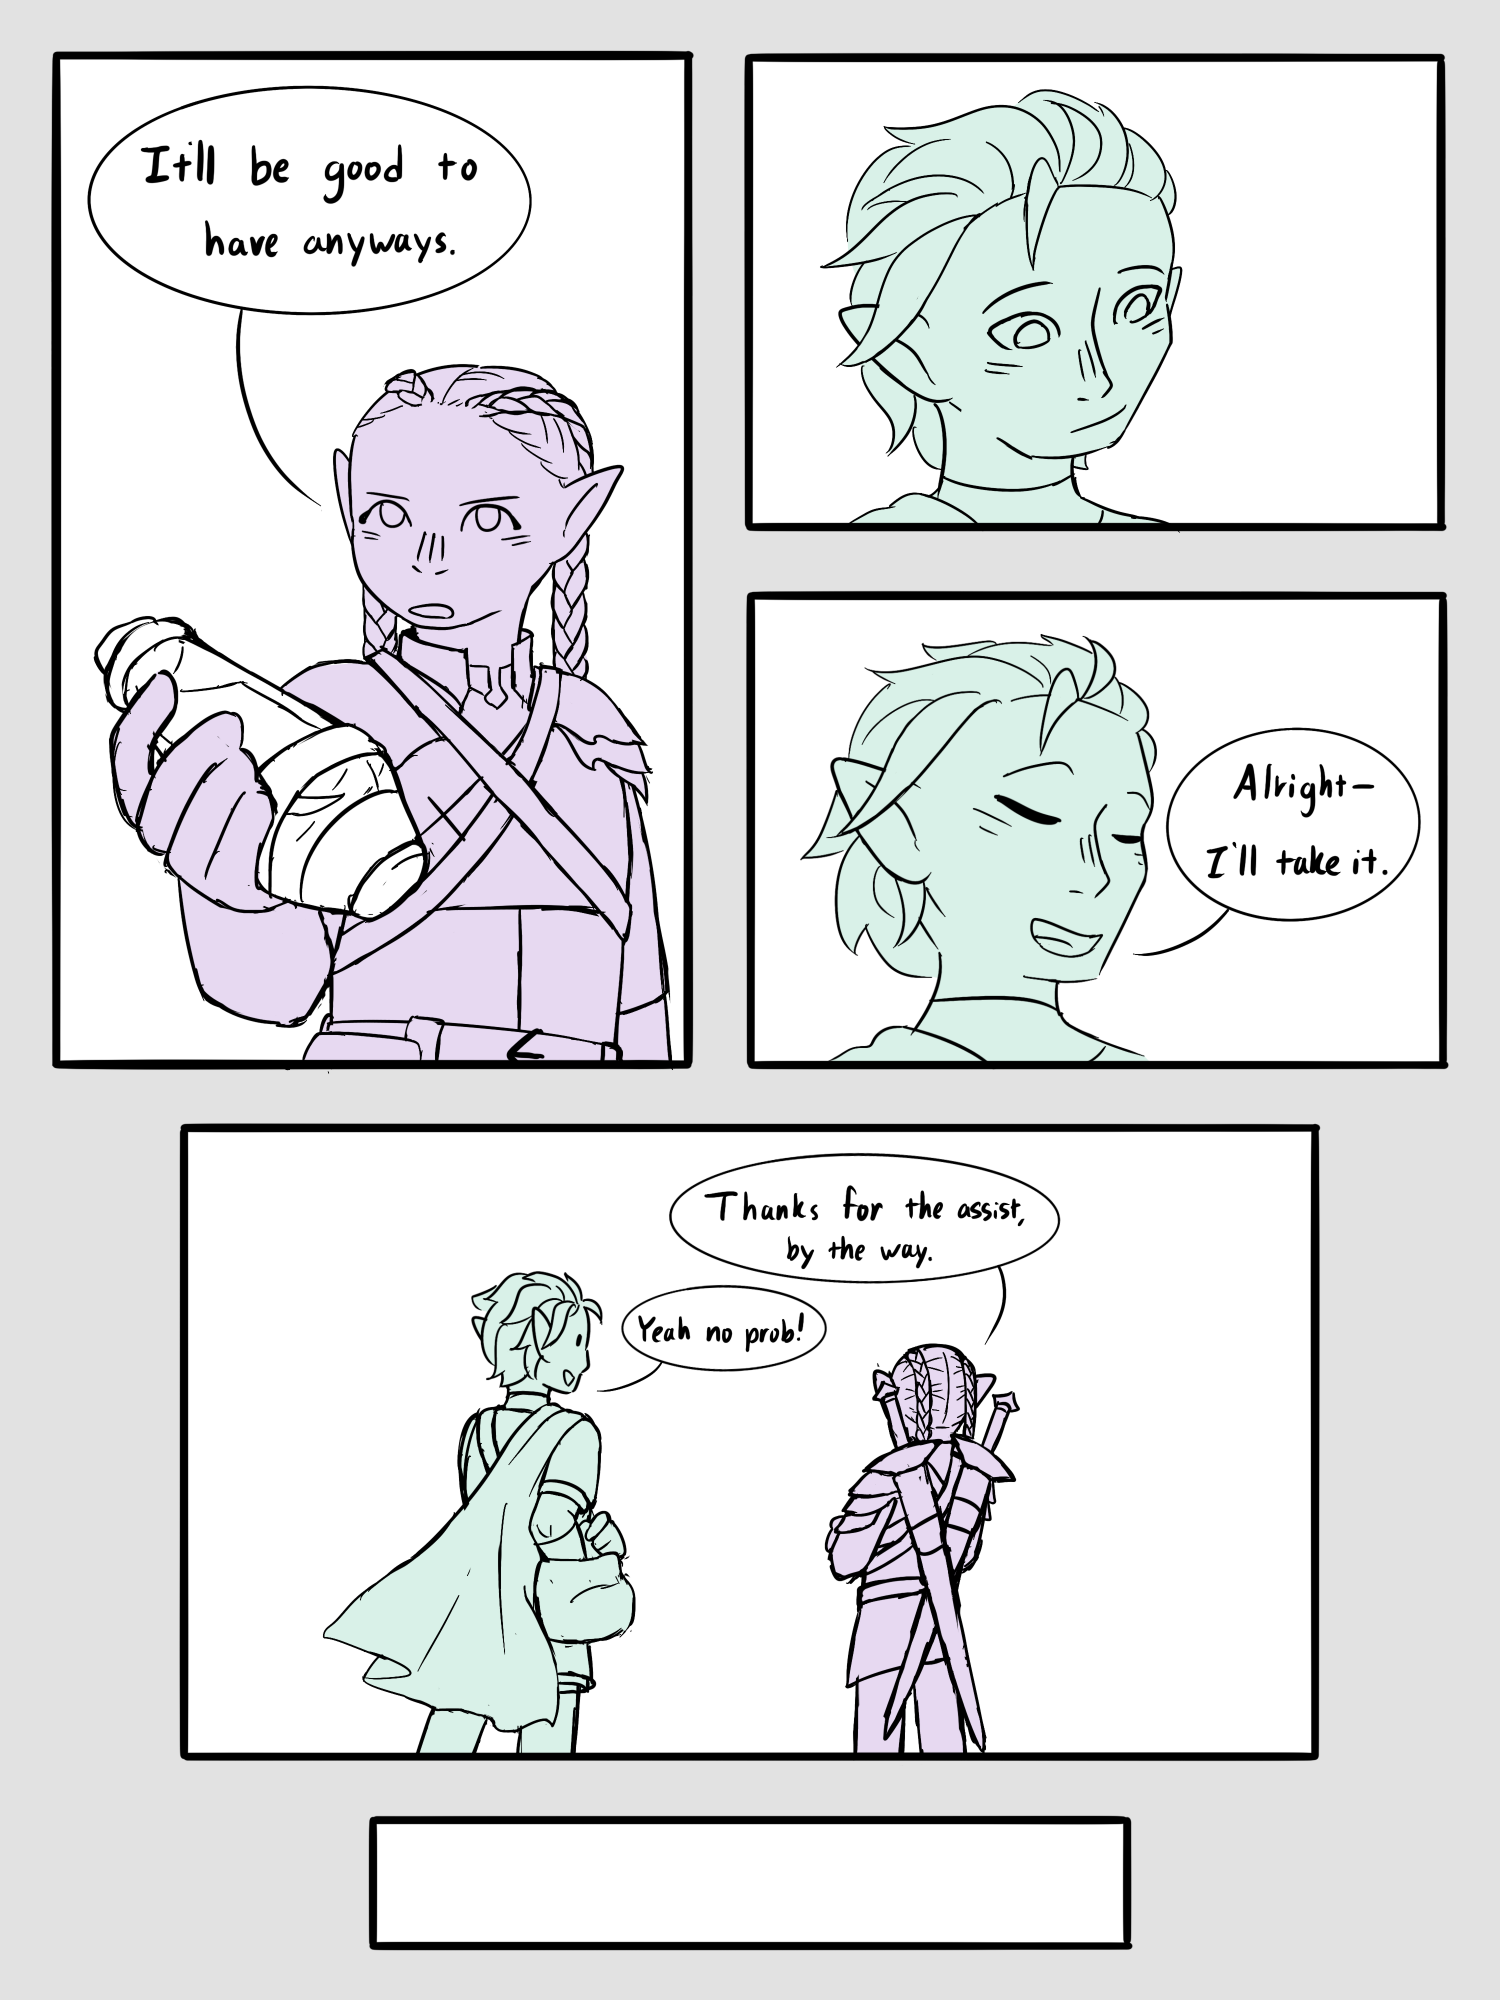 It'll be good to
have anyways.
Alright—
I'll take it.
Thanks for the assist,
by the way.
Yeah no prob!